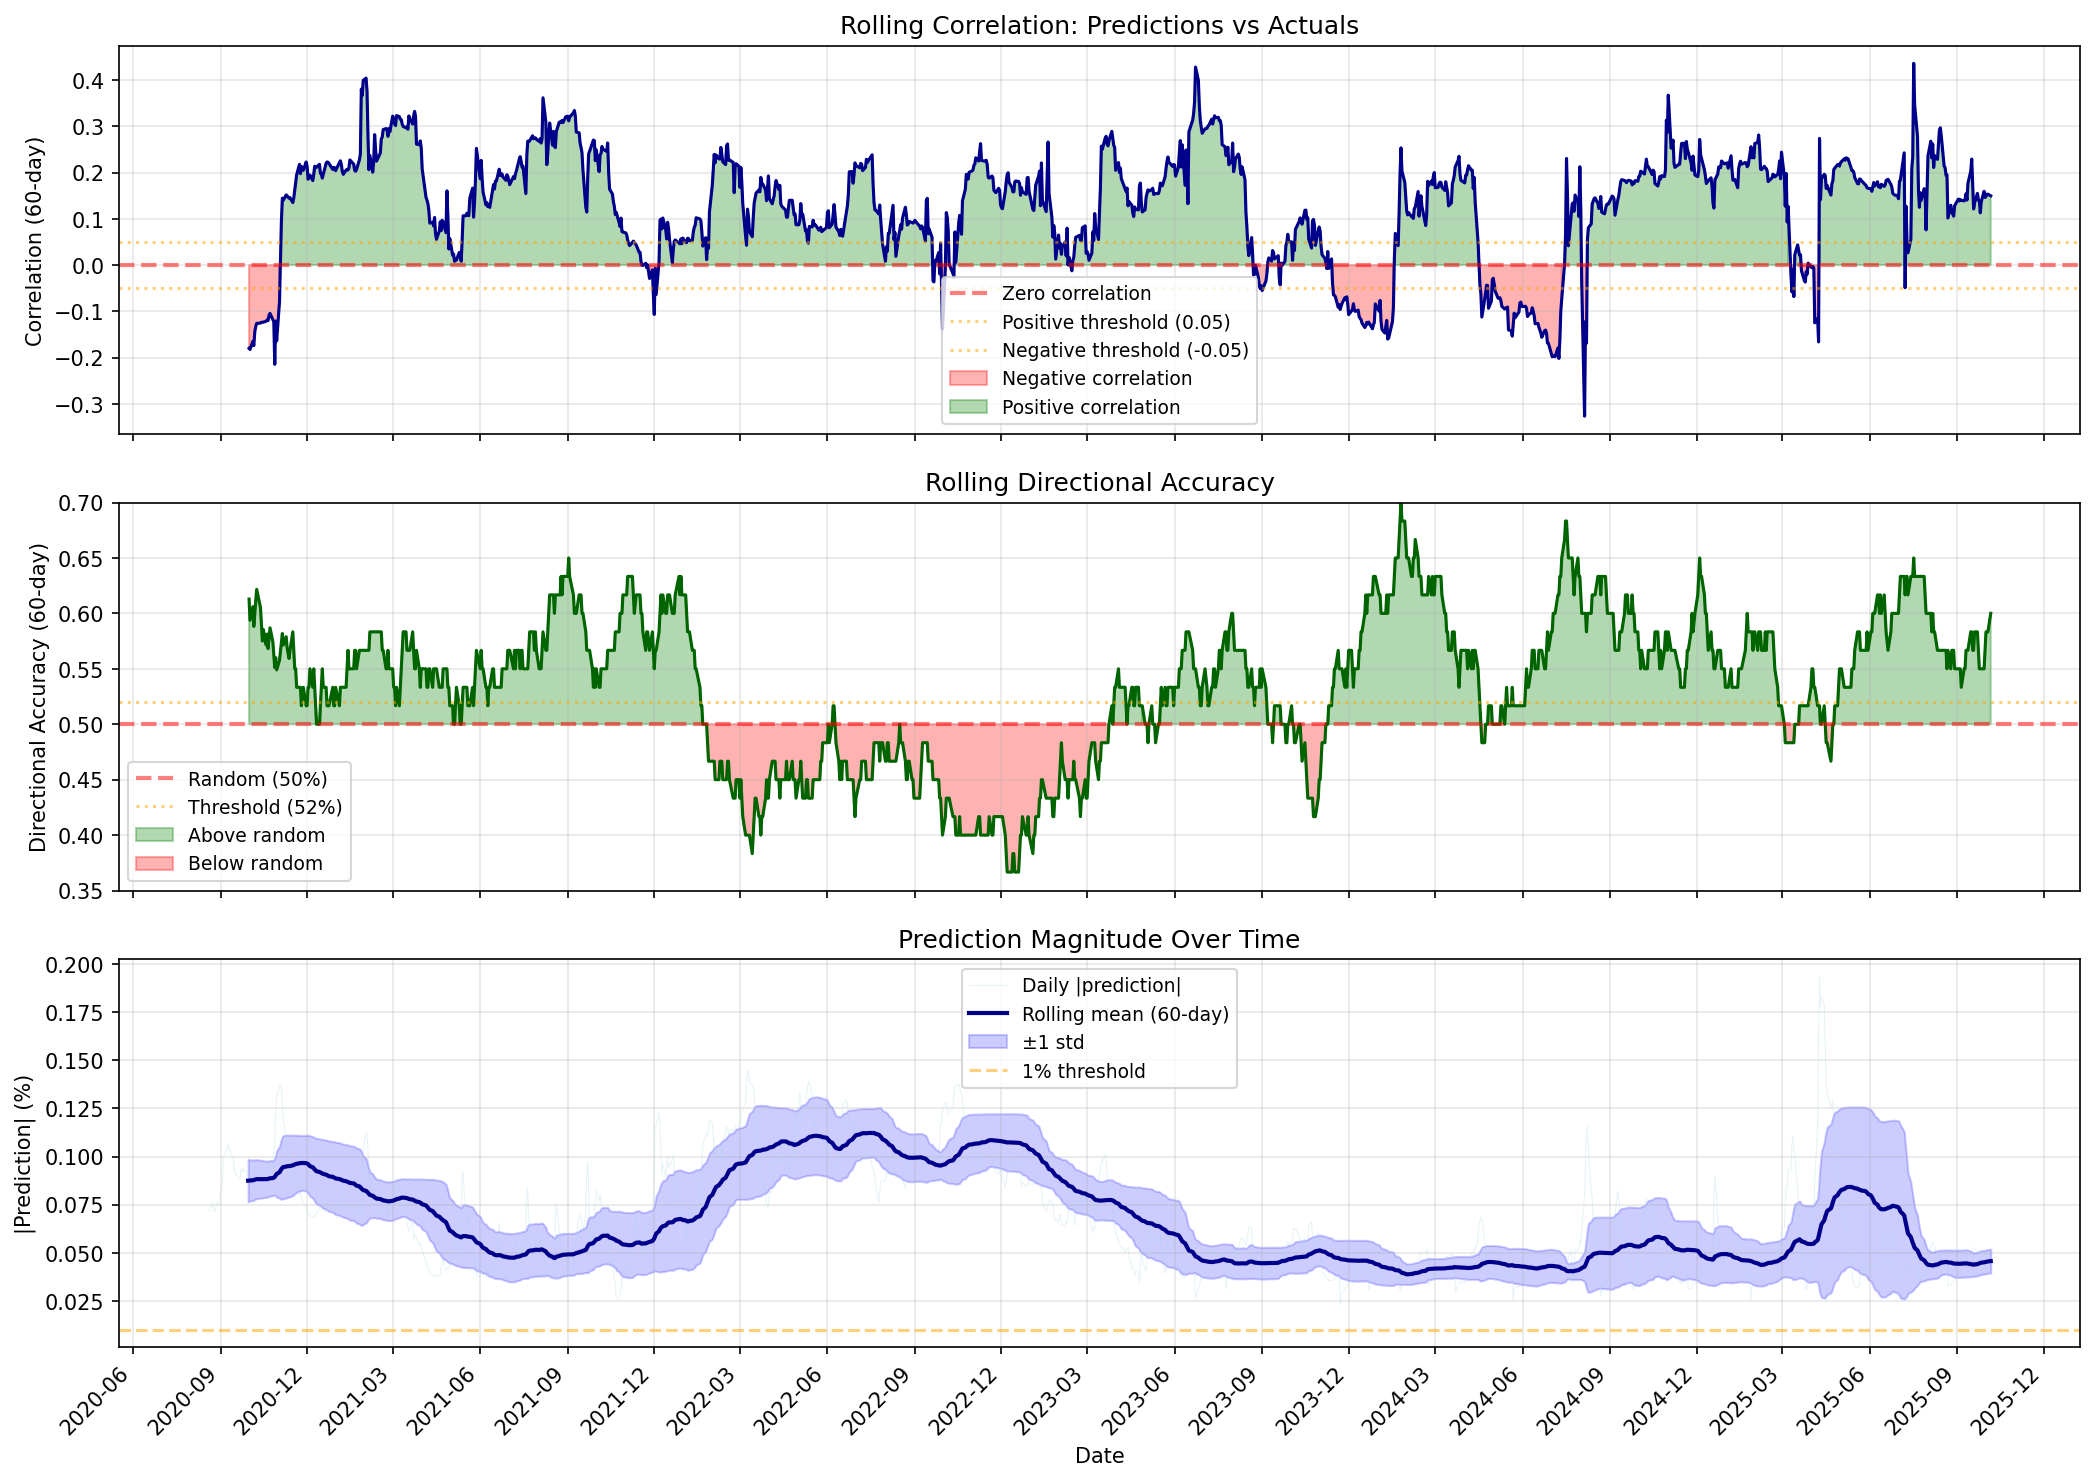 Rolling Correlation: Predictions vs Actuals
Correlation (60-day)
0.4
0.3
0.2
0.1
0.0
−0.1
−0.2
−0.3
Zero correlation
Positive threshold (0.05)
Negative threshold (-0.05)
Negative correlation
Positive correlation
Rolling Directional Accuracy
Directional Accuracy (60-day)
0.70
0.65
0.60
0.55
0.50
0.45
0.40
0.35
Random (50%)
Threshold (52%)
Above random
Below random
Prediction Magnitude Over Time
|Prediction| (%)
0.200
0.175
0.150
0.125
0.100
0.075
0.050
0.025
Daily |prediction|
Rolling mean (60-day)
±1 std
1% threshold
2020-06
2020-09
2020-12
2021-03
2021-06
2021-09
2021-12
2022-03
2022-06
2022-09
2022-12
2023-03
2023-06
2023-09
2023-12
2024-03
2024-06
2024-09
2024-12
2025-03
2025-06
2025-09
2025-12
Date